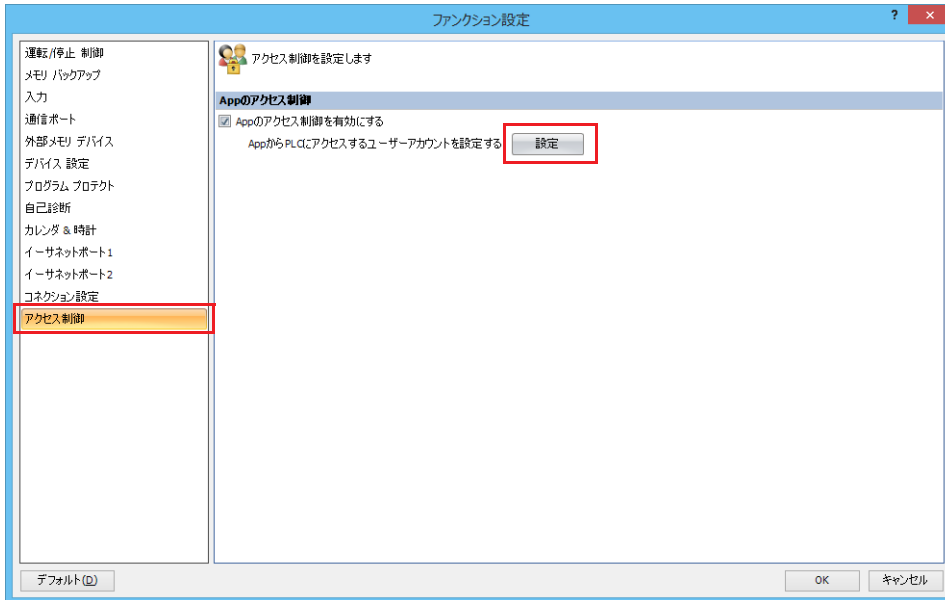 ファンクション設定
?
×
運転/停止 制御
メモリ バックアップ
入力
通信ポート
外部メモリ デバイス
デバイス 設定
プログラム プロテクト
自己診断
カレンダ & 時計
イーサネットポート1
イーサネットポート2
コネクション設定
アクセス制御
アクセス制御を設定します
Appのアクセス制御
Appのアクセス制御を有効にする
AppからPLCにアクセスするユーザーアカウントを設定する 設定
デフォルト(D)
OK
キャンセル